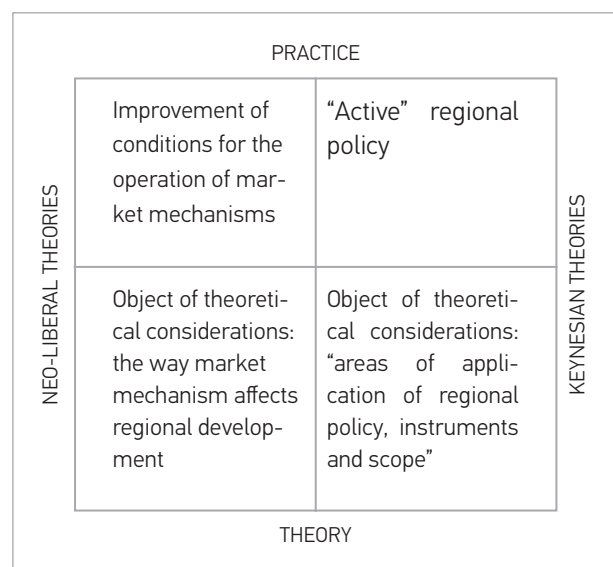 PRACTICE
NEO-LIBERAL THEORIES
Improvement of
conditions for the
operation of mar-
ket mechanisms
“Active” regional
policy
Object of theoreti-
cal considerations:
the way market
mechanism affects
regional develop-
ment
Object of theoreti-
cal considerations:
“areas of appli-
cation of regional
policy, instruments
and scope”
KEYNESIAN THEORIES
THEORY